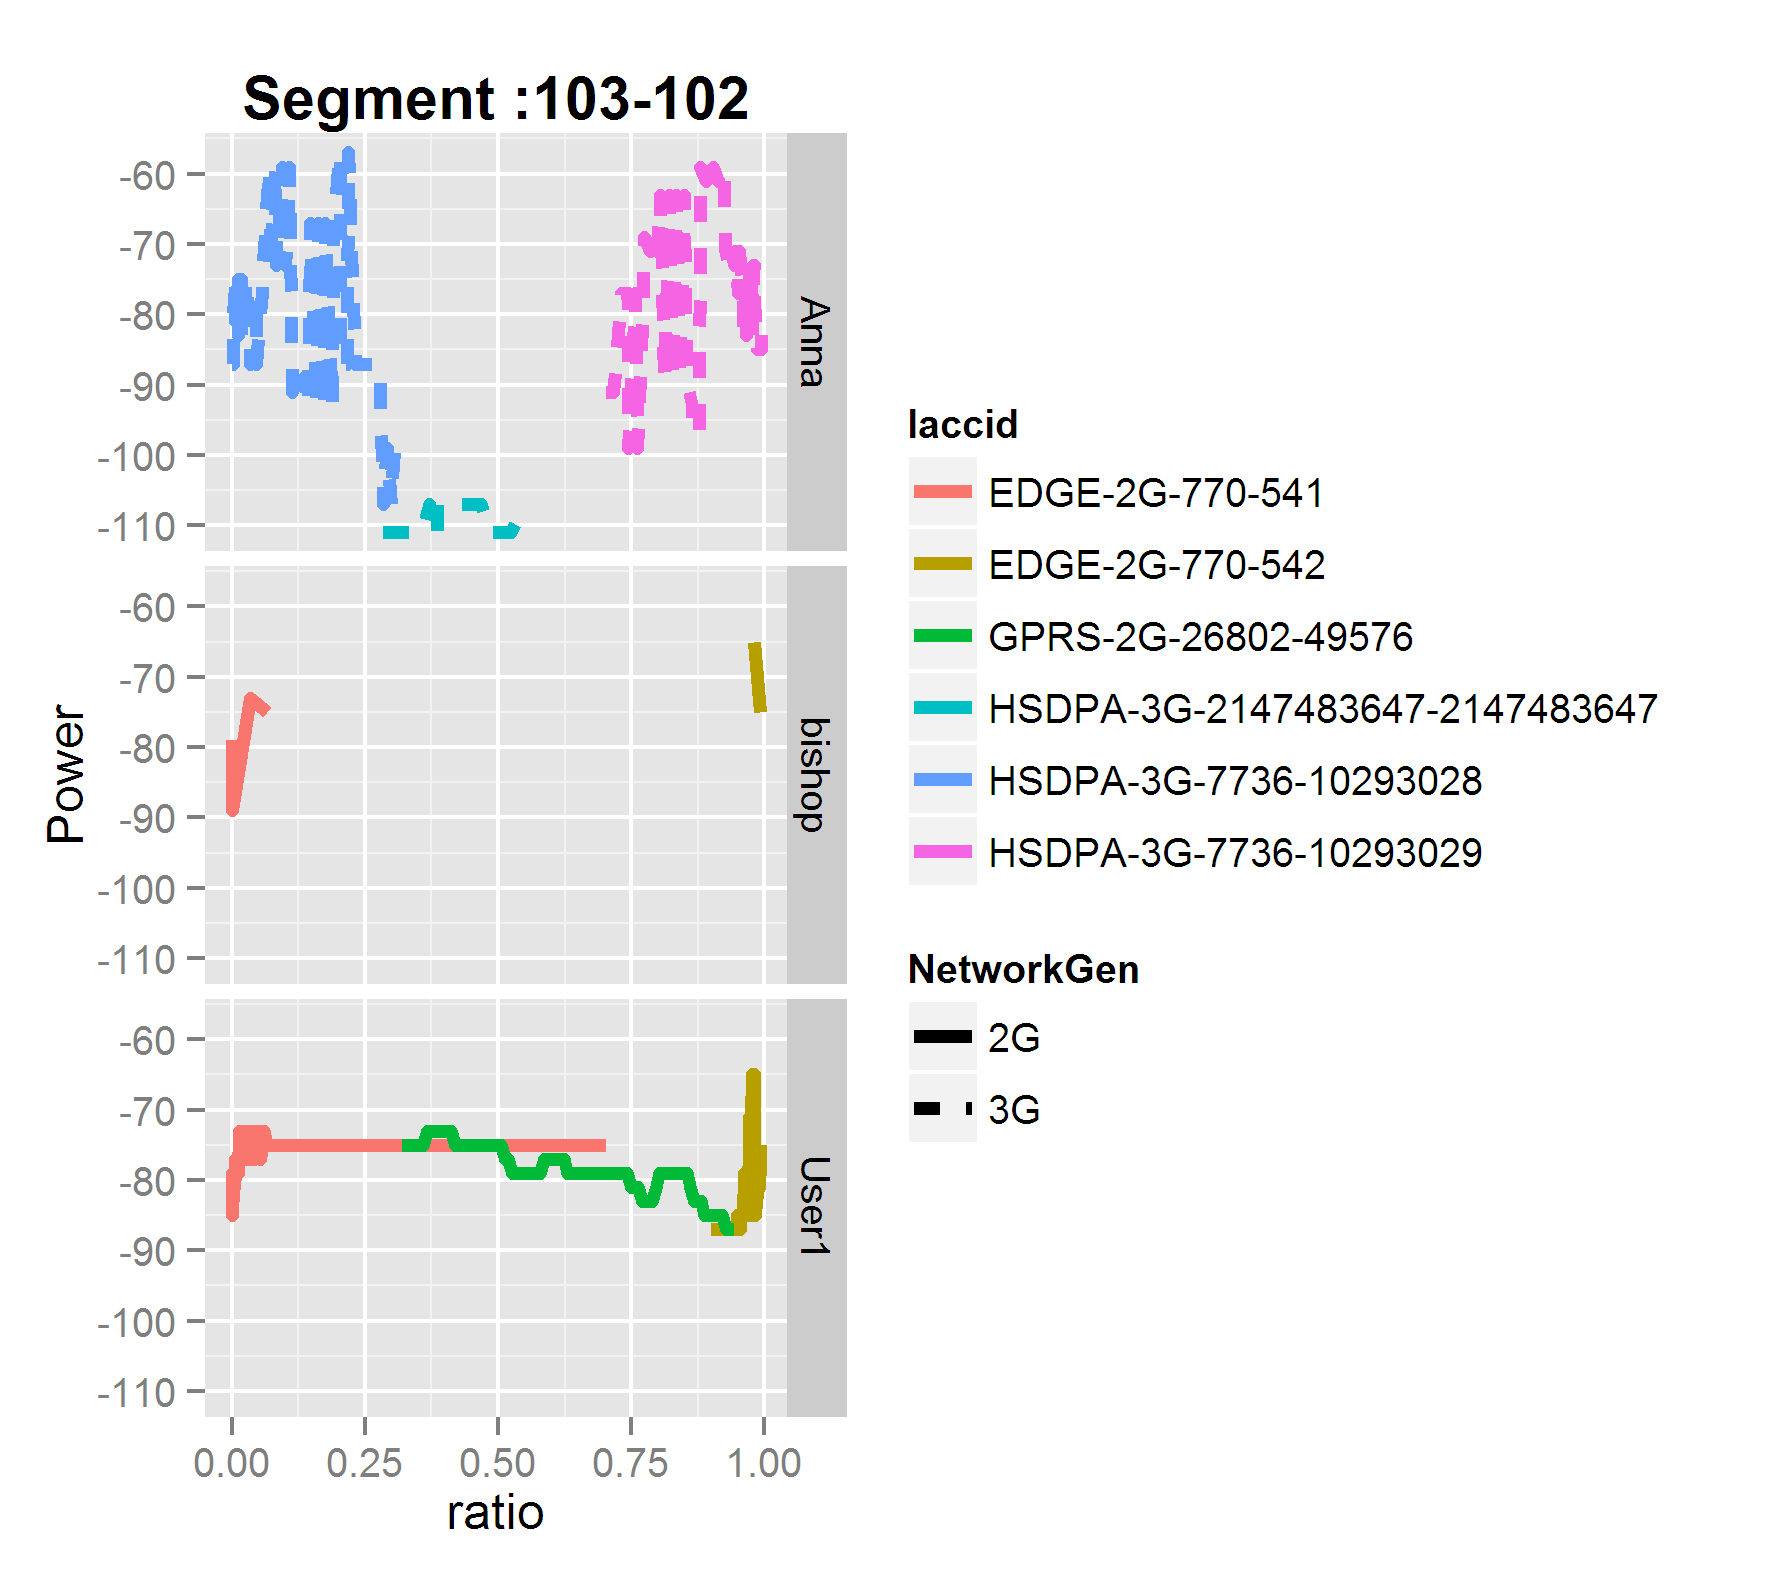 Segment :103-102
Power
-60
-70
-80
-90
-100
-110
Anna
-60
-70
-80
-90
-100
-110
bishop
-60
-70
-80
-90
-100
-110
User1
0.00 0.25 0.50 0.75 1.00
ratio
laccid
EDGE-2G-770-541
EDGE-2G-770-542
GPRS-2G-26802-49576
HSDPA-3G-2147483647-2147483647
HSDPA-3G-7736-10293028
HSDPA-3G-7736-10293029
NetworkGen
2G
3G